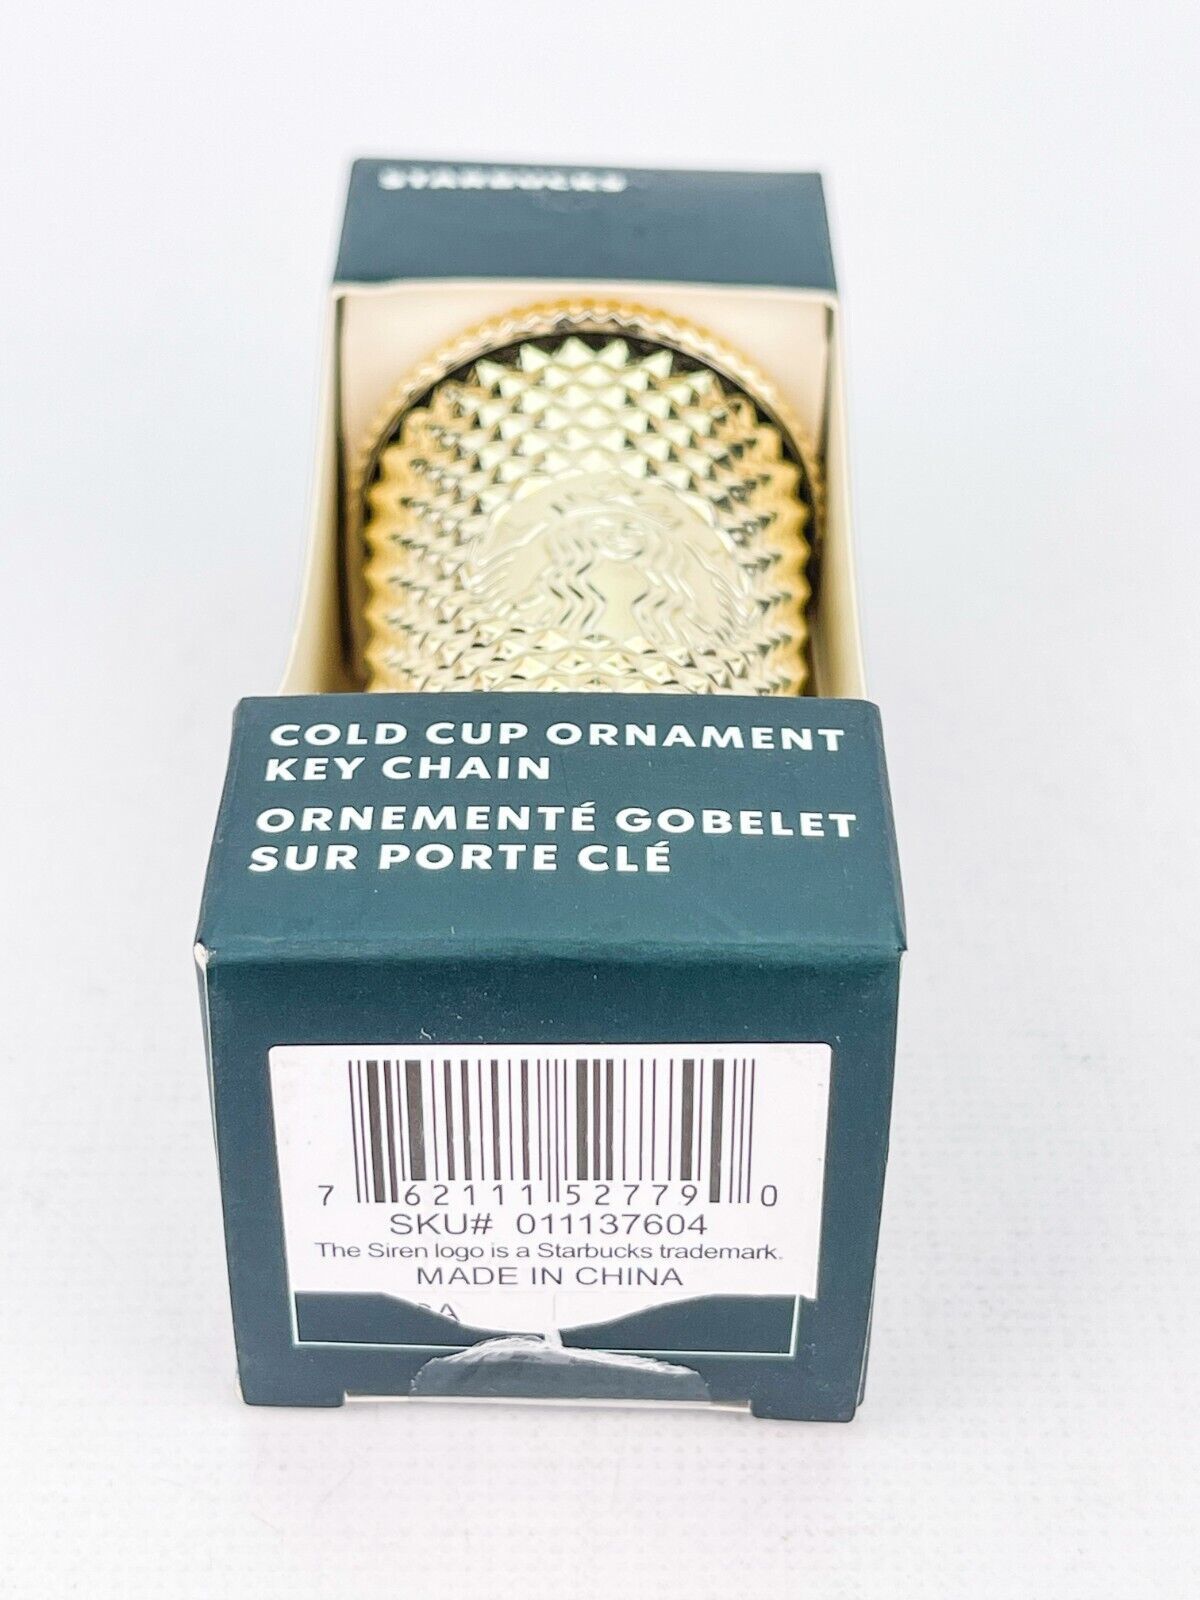 STARBUCKS
COLD CUP ORNAMENT
KEY CHAIN
ORNEMENTÉ GOBELET
SUR PORTE CLÉ
7 62111 52779 0
SKU# 011137604
The Siren logo is a Starbucks trademark.
MADE IN CHINA